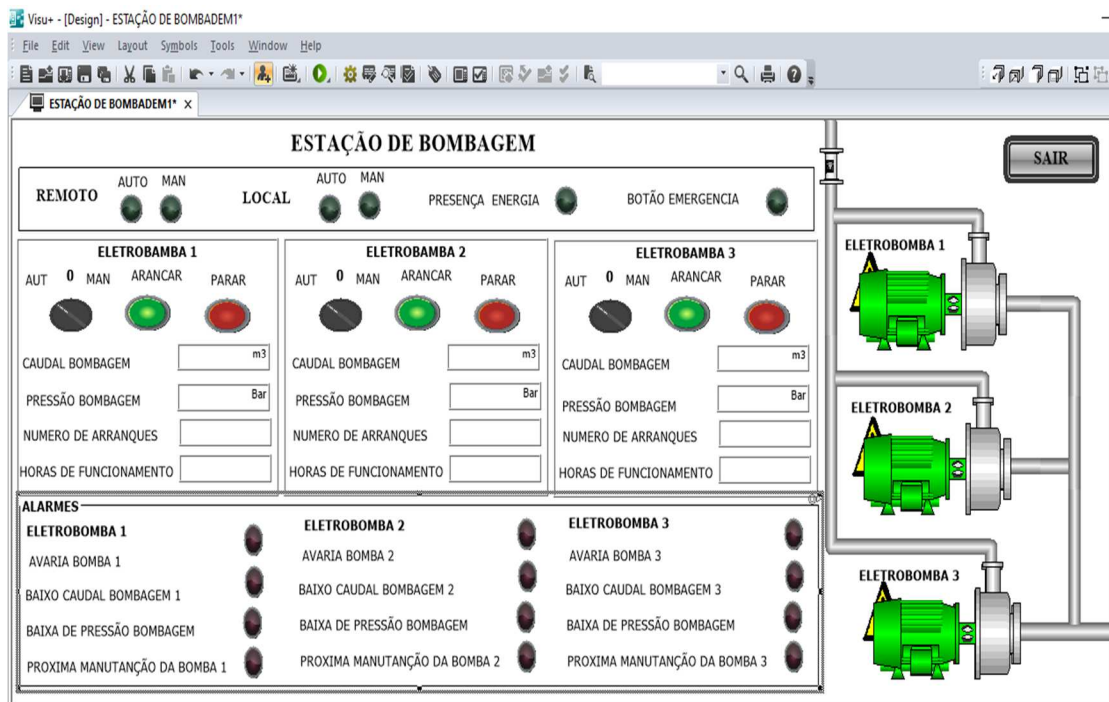 Visu+ - [Design] - ESTAÇÃO DE BOMBADEM1*
File Edit View Layout Symbols Tools Window Help
ESTAÇÃO DE BOMBADEM1* x
ESTAÇÃO DE BOMBAGEM
SAIR
REMOTO AUTO MAN LOCAL AUTO MAN PRESENÇA ENERGIA BOTÃO EMERGENCIA
ELETROBAMBA 1
AUT 0 MAN ARANCAR PARAR
CAUDAL BOMBAGEM m3
PRESSÃO BOMBAGEM Bar
NUMERO DE ARRANQUES
HORAS DE FUNCIONAMENTO
ELETROBAMBA 2
AUT 0 MAN ARANCAR PARAR
CAUDAL BOMBAGEM m3
PRESSÃO BOMBAGEM Bar
NUMERO DE ARRANQUES
HORAS DE FUNCIONAMENTO
ELETROBAMBA 3
AUT 0 MAN ARANCAR PARAR
CAUDAL BOMBAGEM m3
PRESSÃO BOMBAGEM Bar
NUMERO DE ARRANQUES
HORAS DE FUNCIONAMENTO
ALARMES
ELETROBOMBA 1
AVARIA BOMBA 1
BAIXO CAUDAL BOMBAGEM 1
BAIXA DE PRESSÃO BOMBAGEM
PROXIMA MANUTANÇÃO DA BOMBA 1
ELETROBOMBA 2
AVARIA BOMBA 2
BAIXO CAUDAL BOMBAGEM 2
BAIXA DE PRESSÃO BOMBAGEM
PROXIMA MANUTANÇÃO DA BOMBA 2
ELETROBOMBA 3
AVARIA BOMBA 3
BAIXO CAUDAL BOMBAGEM 3
BAIXA DE PRESSÃO BOMBAGEM
PROXIMA MANUTANÇÃO DA BOMBA 3
ELETROBOMBA 1
ELETROBOMBA 2
ELETROBOMBA 3